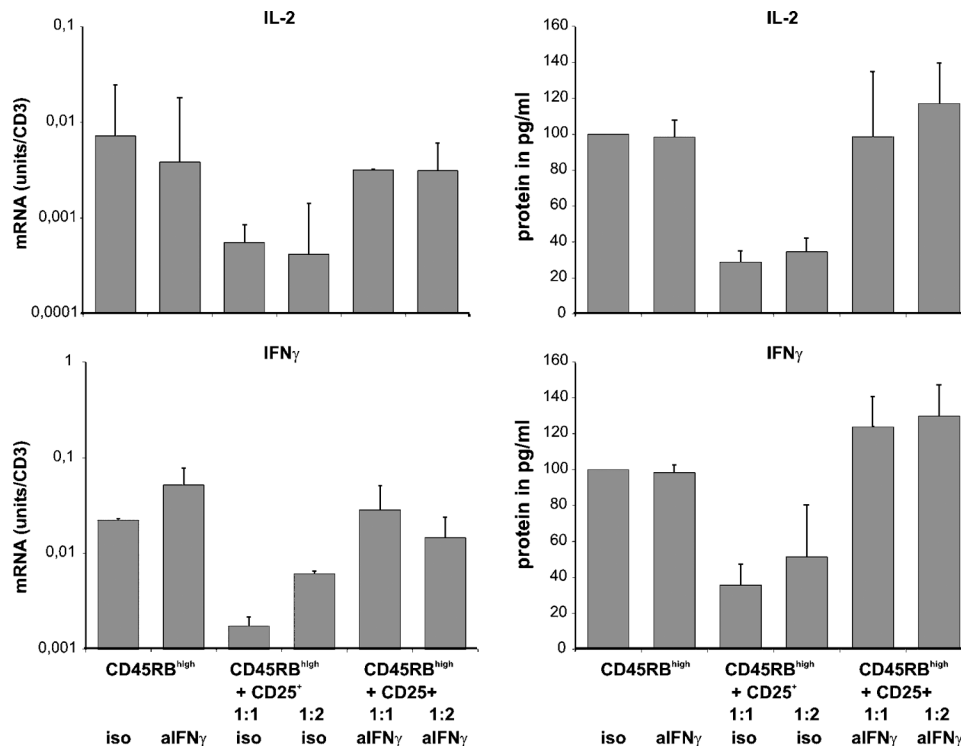 IL-2
mRNA (units/CD3)
0,1
0,01
0,001
0,0001
IL-2
protein in pg/ml
160
140
120
100
80
60
40
20
0
IFNγ
mRNA (units/CD3)
1
0,1
0,01
0,001
CD45RBhigh CD45RBhigh CD45RBhigh
+ CD25+ + CD25+
1:1 1:2 1:1 1:2
iso aIFNγ iso iso aIFNγ aIFNγ
IFNγ
protein in pg/ml
160
140
120
100
80
60
40
20
0
CD45RBhigh CD45RBhigh CD45RBhigh
+ CD25+ + CD25+
1:1 1:2 1:1 1:2
iso aIFNγ iso iso aIFNγ aIFNγ